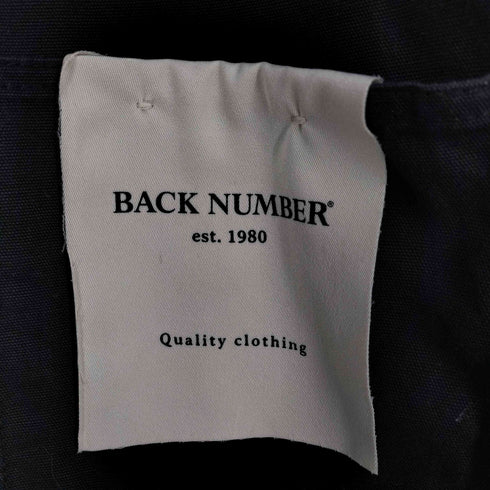 BACK NUMBER®
est. 1980
Quality clothing